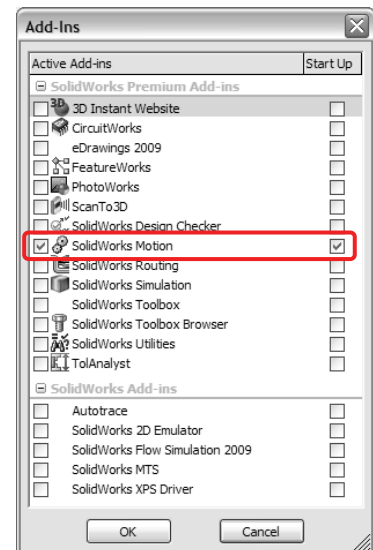 Add-Ins
Active Add-ins Start Up
SolidWorks Premium Add-ins
3D 3D Instant Website
CircuitWorks
eDrawings 2009
FeatureWorks
PhotoWorks
ScanTo3D
SolidWorks Design Checker
SolidWorks Motion
SolidWorks Routing
SolidWorks Simulation
SolidWorks Toolbox
SolidWorks Toolbox Browser
SolidWorks Utilities
TolAnalyst
SolidWorks Add-ins
Autotrace
SolidWorks 2D Emulator
SolidWorks Flow Simulation 2009
SolidWorks MTS
SolidWorks XPS Driver
OK Cancel